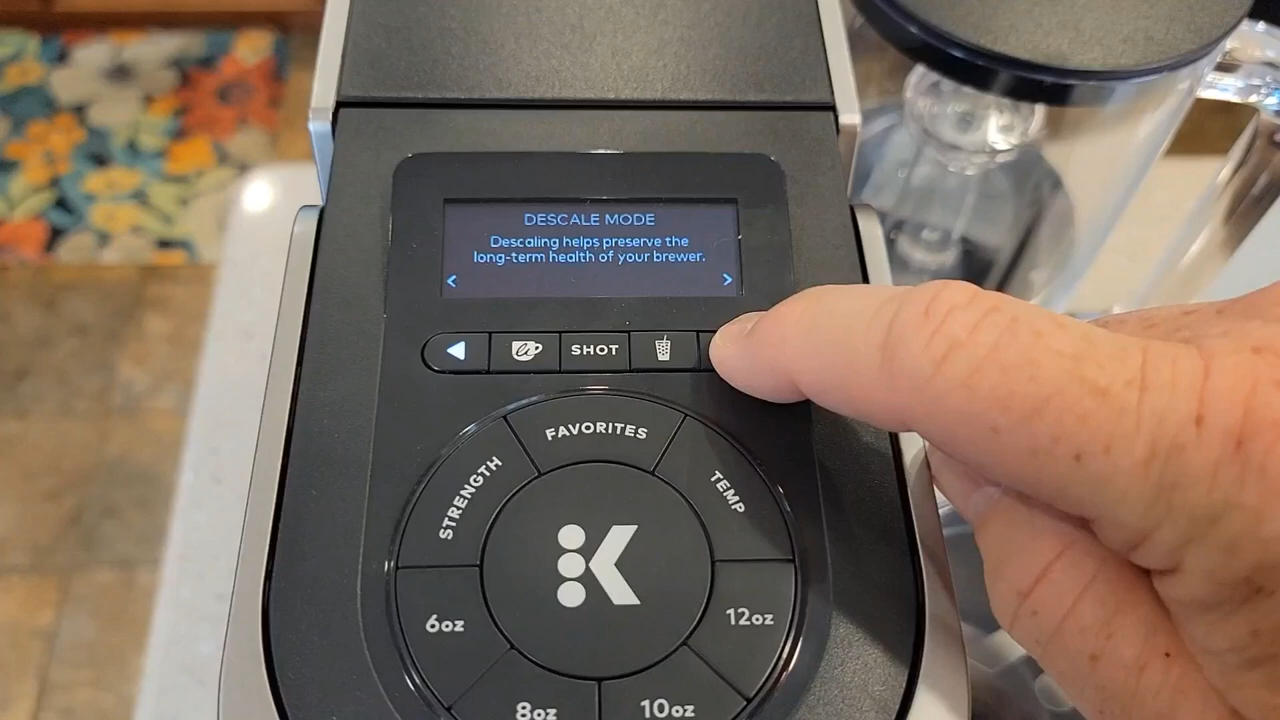 DESCALE MODE
Descaling helps preserve the
long-term health of your brewer.
< >
SHOT
FAVORITES
STRENGTH
TEMP
6oz
12oz
8oz
10oz
K